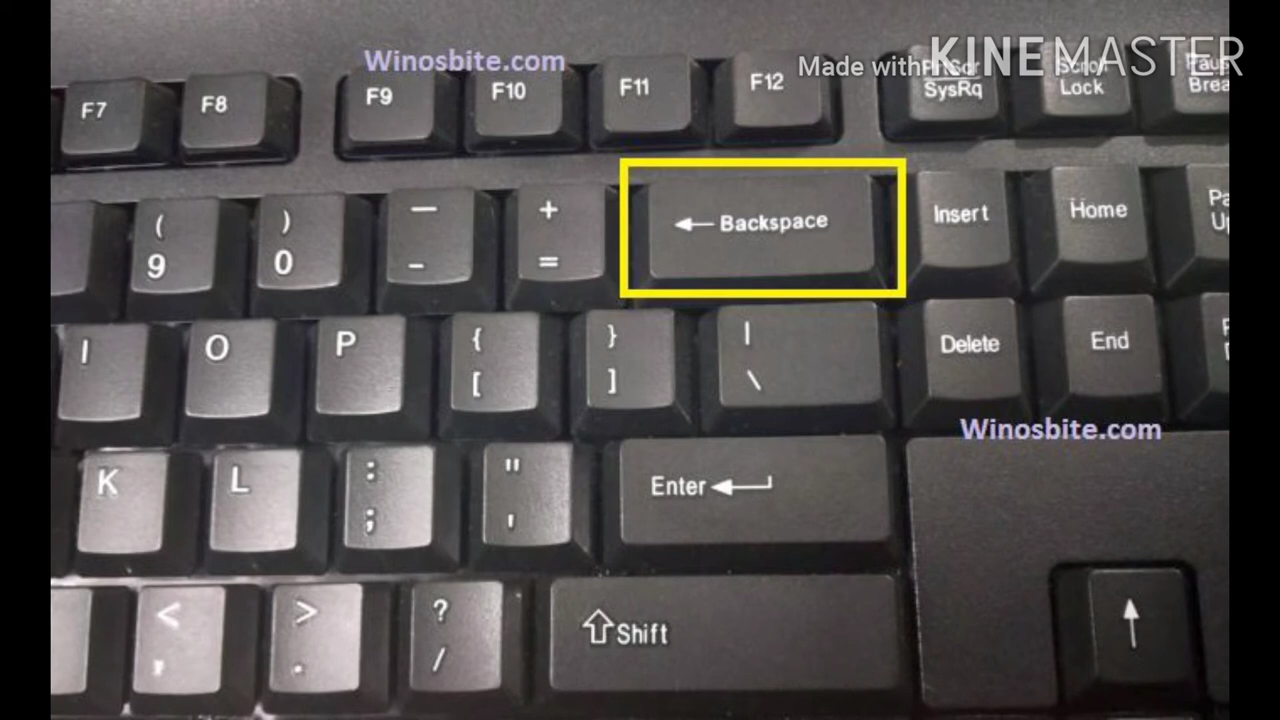 Winosbite.com
Made with KINEMASTER
F7 F8 F9 F10 F11 F12 SysRq Scroll Lock
( 9 ) 0 — - + = ← Backspace Insert Home
I O P { [ } ] | \ Delete End
Winosbite.com
K L : ; " ' Enter ↵
< , > . ? / ⇧ Shift ↑